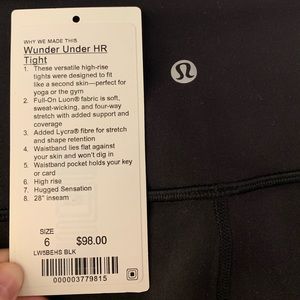 WHY WE MADE THIS
Wunder Under HR
Tight
1. These versatile high-rise
tights were designed to fit
like a second skin—perfect for
yoga or the gym
2. Full-On Luon® fabric is soft,
sweat-wicking, and four-way
stretch with added support and
coverage
3. Added Lycra® fibre for stretch
and shape retention
4. Waistband lies flat against
your skin and won't dig in
5. Waistband pocket holds your key
or card
6. High rise
7. Hugged Sensation
8. 28" inseam
SIZE
6 $98.00
LW5BEHS BLK
000003779815